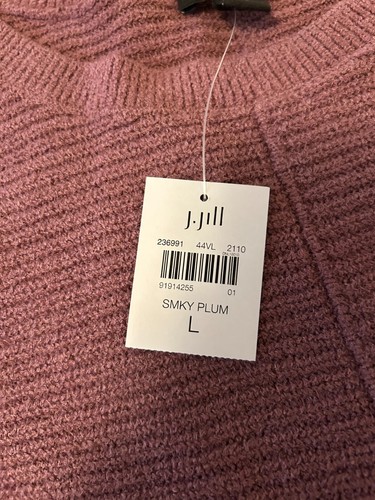 J.Jill
236991 44VL 2110
91914255 01
SMKY PLUM
L